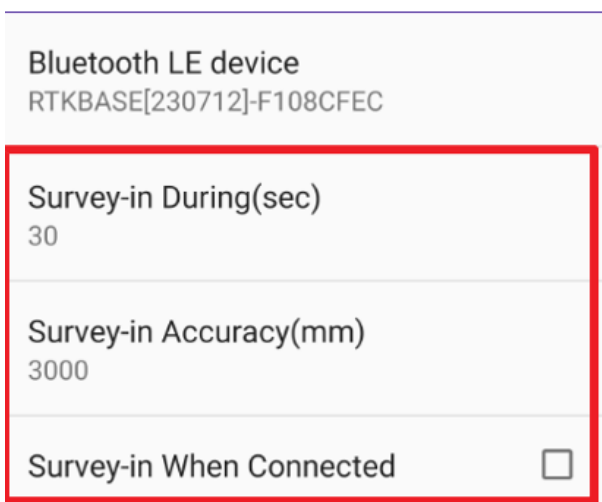 Bluetooth LE device
RTKBASE[230712]-F108CFEC
Survey-in During(sec)
30
Survey-in Accuracy(mm)
3000
Survey-in When Connected